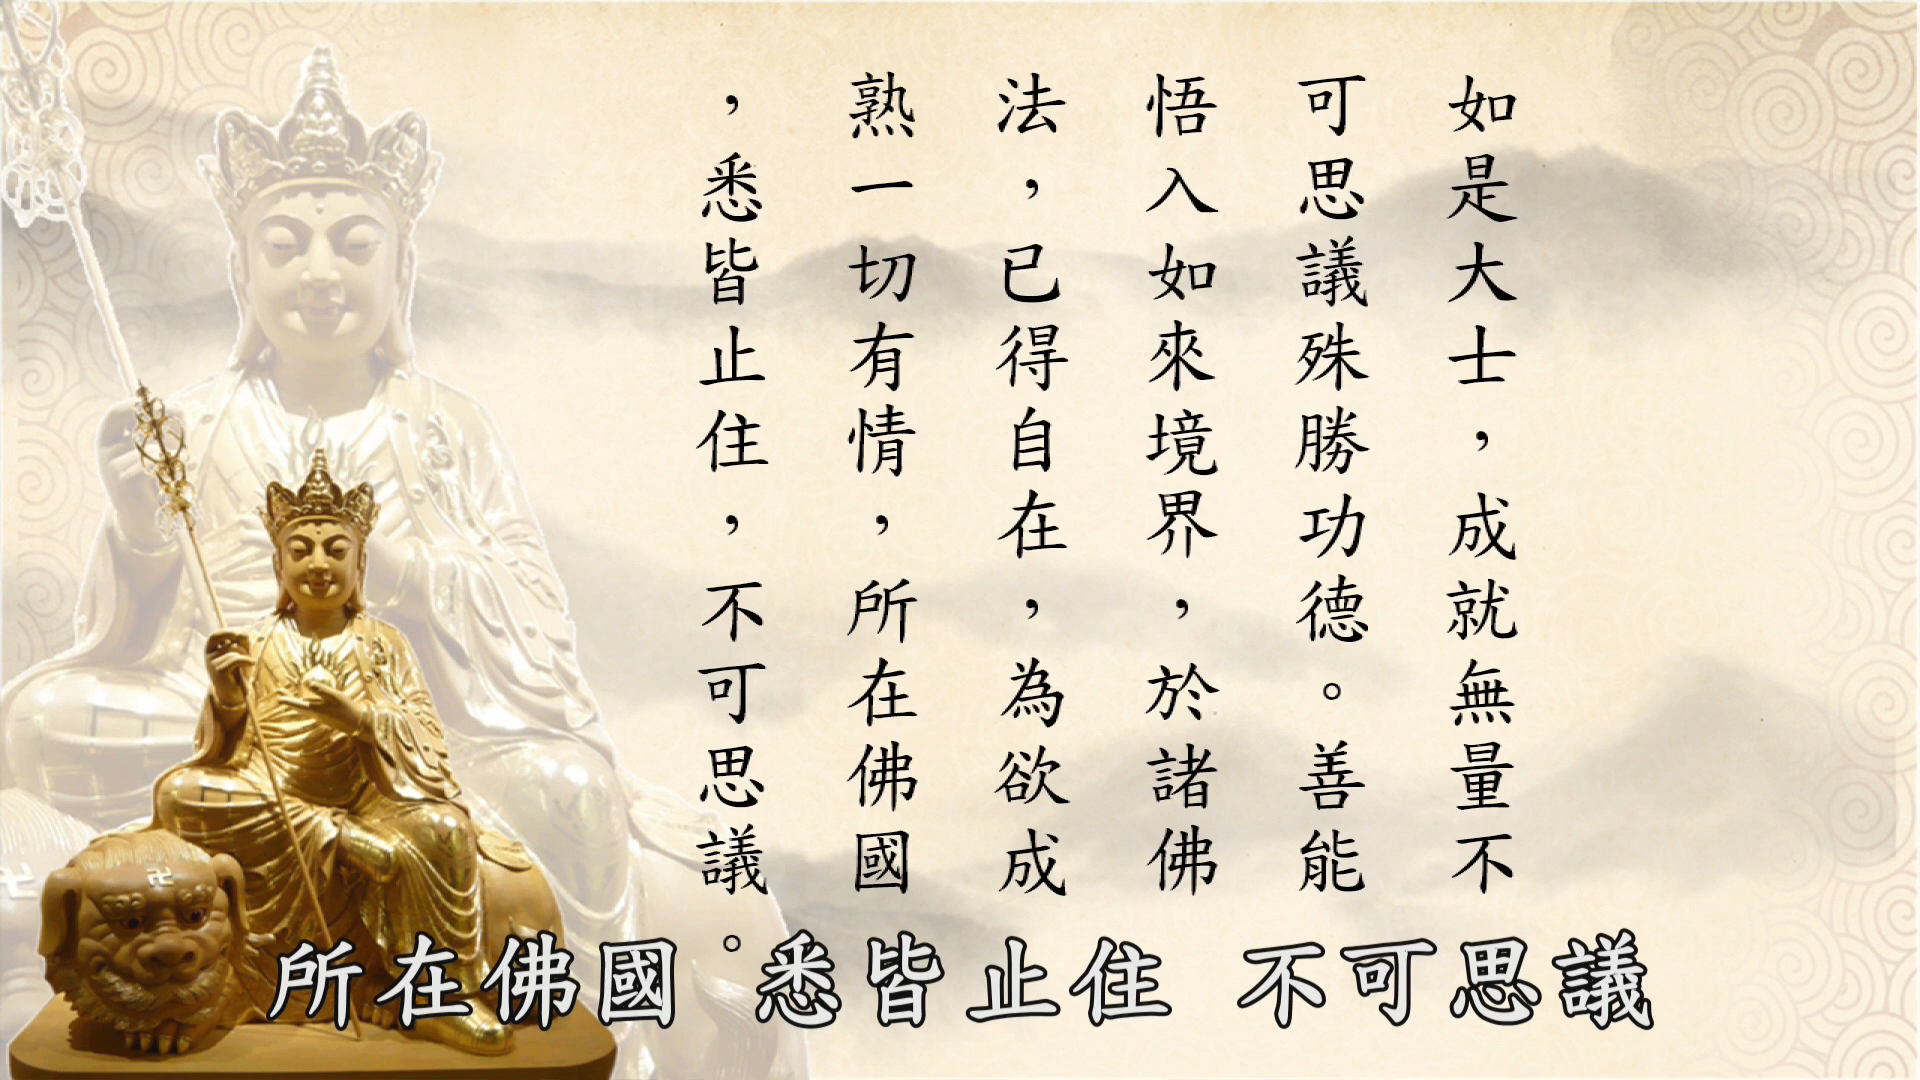 如是大士，成就無量不
可思議殊勝功德。善能
悟入如來境界，於諸佛
法，已得自在，為欲成
熟一切有情，所在佛國
，悉皆止住，不可思議。
所在佛國 悉皆止住 不可思議
卍
卍